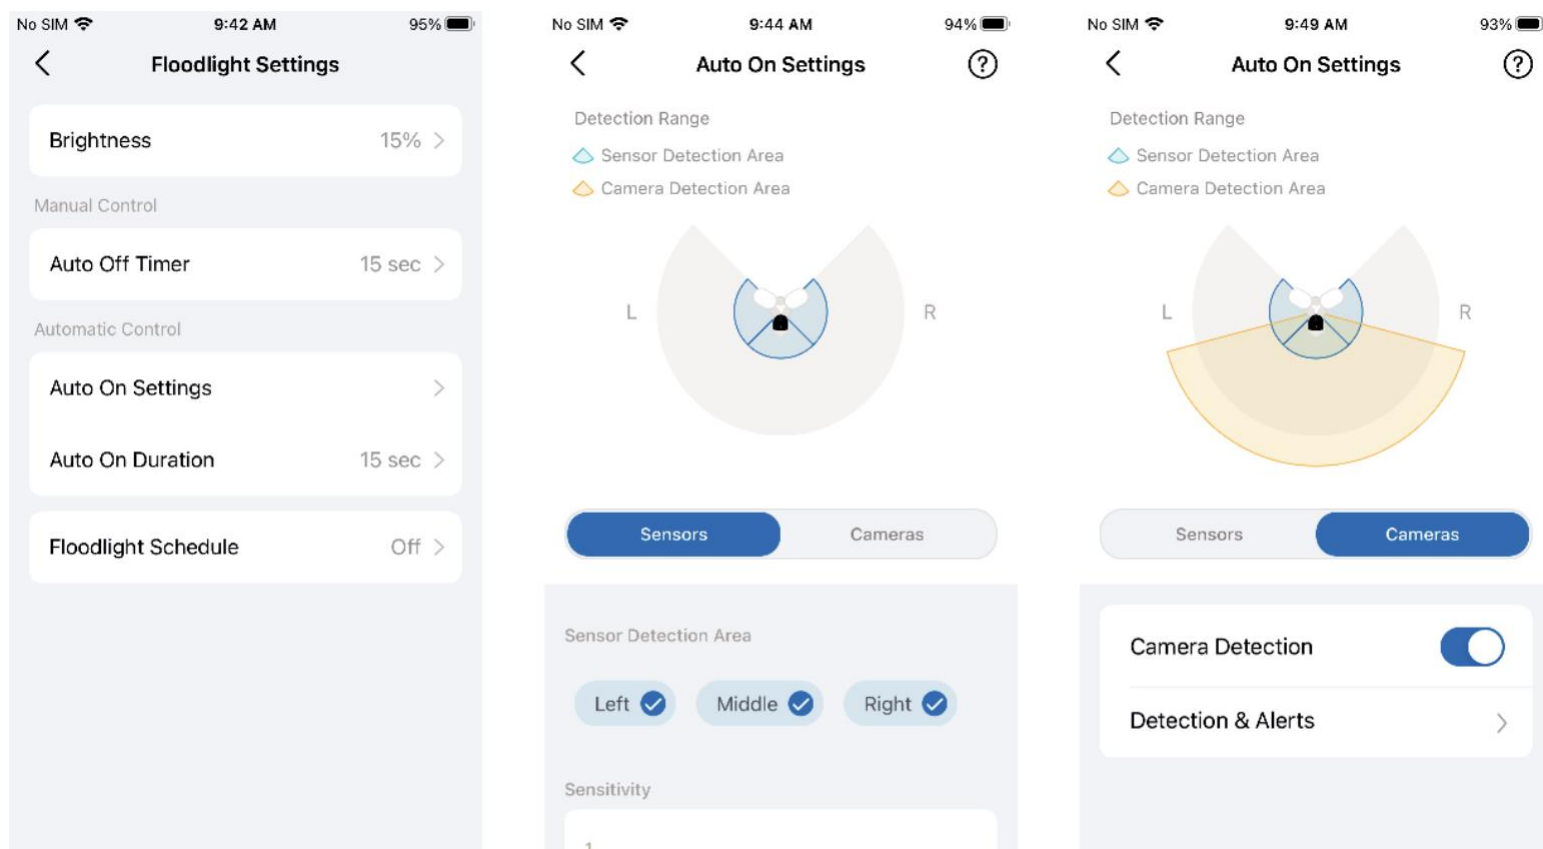 No SIM 9:42 AM 95%
Floodlight Settings
Brightness 15%
Manual Control
Auto Off Timer 15 sec
Automatic Control
Auto On Settings
Auto On Duration 15 sec
Floodlight Schedule Off
No SIM 9:44 AM 94%
Auto On Settings ?
Detection Range
Sensor Detection Area
Camera Detection Area
L R
Sensors Cameras
Sensor Detection Area
Left Middle Right
Sensitivity
1
No SIM 9:49 AM 93%
Auto On Settings ?
Detection Range
Sensor Detection Area
Camera Detection Area
L R
Sensors Cameras
Camera Detection
Detection & Alerts